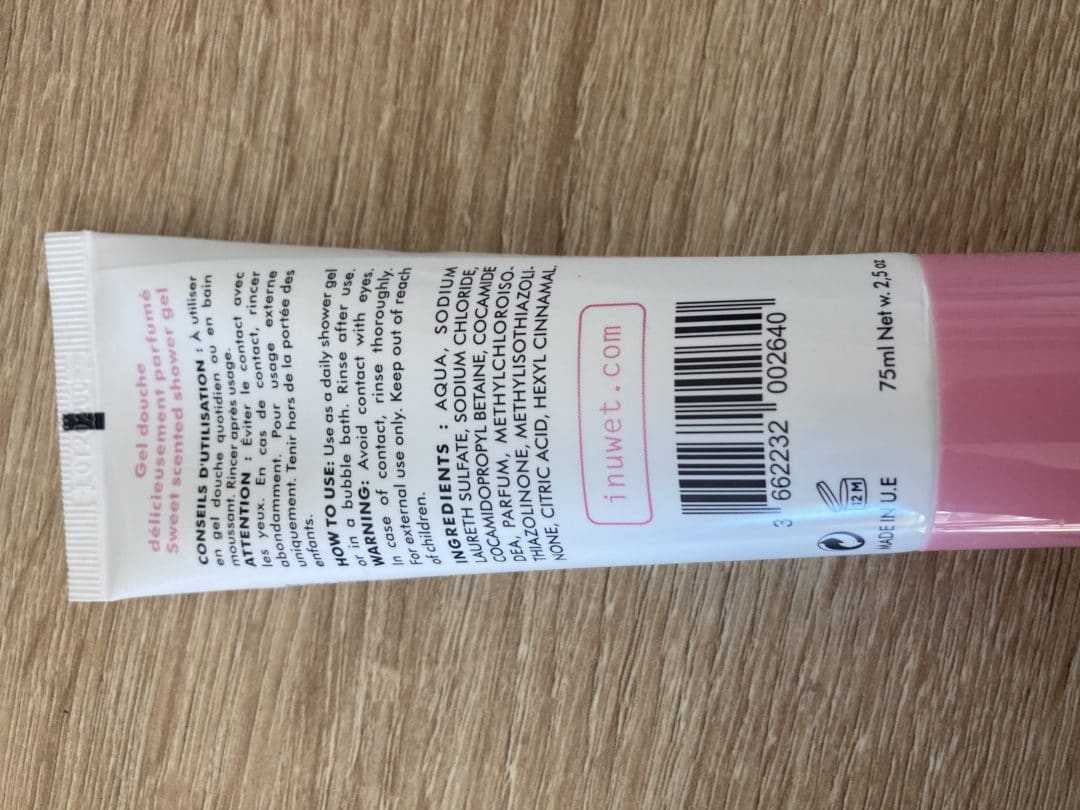 Gel douche
délicieusement parfumé
Sweet scented shower gel
CONSEILS D'UTILISATION : À utiliser
en gel douche quotidien ou en bain
moussant. Rincer après usage.
ATTENTION : Éviter le contact avec
les yeux. En cas de contact, rincer
abondamment. Pour usage externe
uniquement. Tenir hors de la portée des
enfants.
HOW TO USE: Use as a daily shower gel
or in a bubble bath. Rinse after use.
WARNING: Avoid contact with eyes.
In case of contact, rinse thoroughly.
For external use only. Keep out of reach
of children.
INGREDIENTS : AQUA, SODIUM
LAURETH SULFATE, SODIUM CHLORIDE,
COCAMIDOPROPYL BETAINE, COCAMIDE
DEA, PARFUM, METHYLCHLOROISO-
THIAZOLINONE, METHYLISOTHIAZOLI-
NONE, CITRIC ACID, HEXYL CINNAMAL.
inuwet.com
3 662232 002640
12M
MADE IN U.E 75ml Net w. 2,5 oz